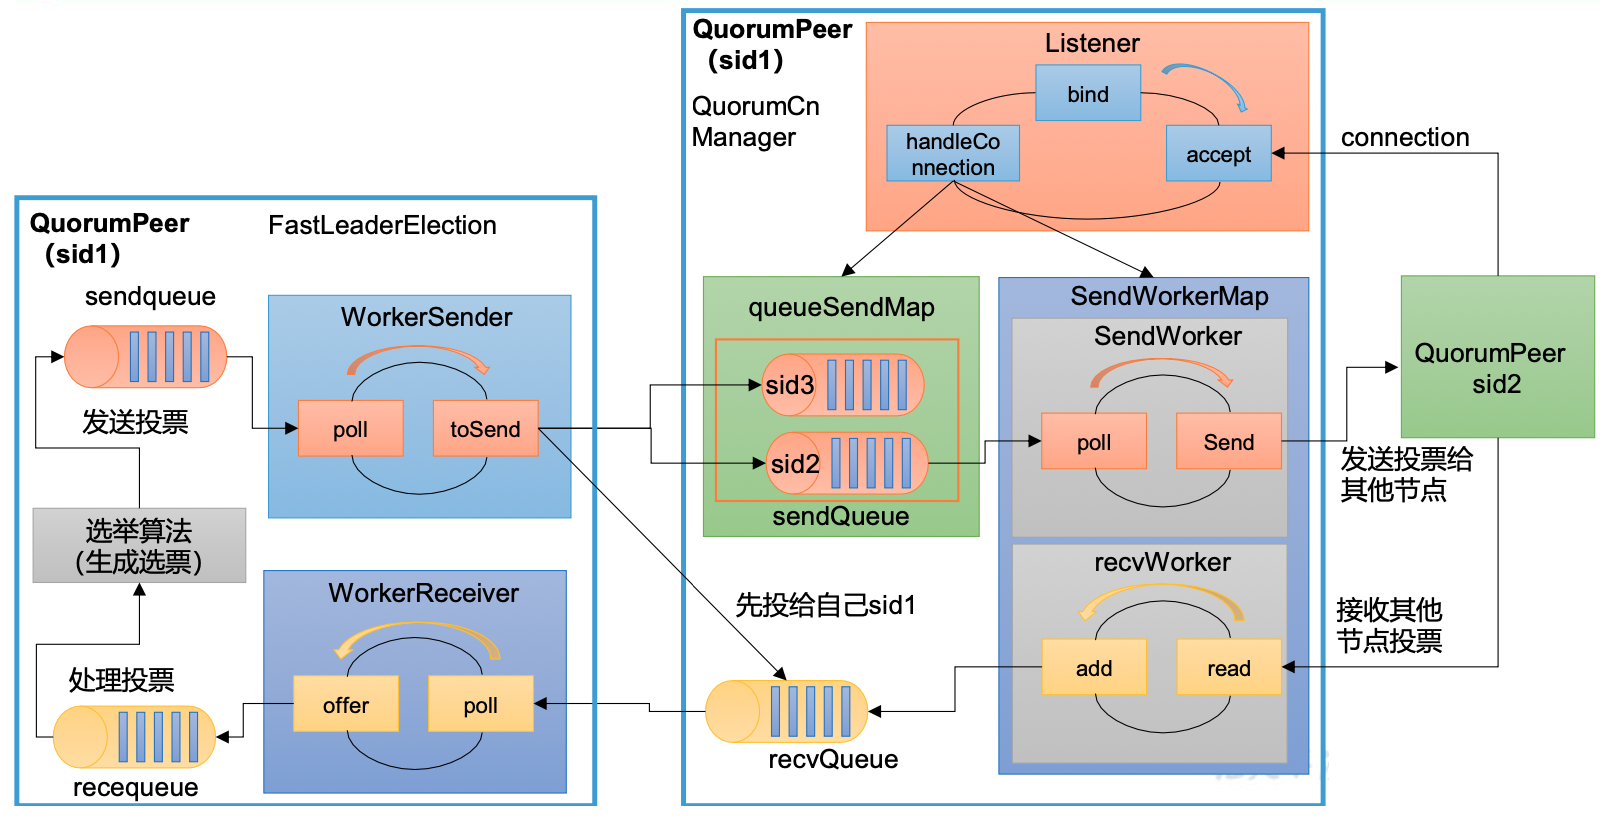 QuorumPeer
（sid1）
FastLeaderElection
sendqueue
发送投票
WorkerSender
poll
toSend
选举算法
（生成选票）
WorkerReceiver
offer
poll
处理投票
recequeue
QuorumPeer
（sid1）
QuorumCn
Manager
Listener
bind
handleCo
nnection
accept
connection
queueSendMap
sid3
sid2
sendQueue
SendWorkerMap
SendWorker
poll
Send
recvWorker
add
read
先投给自己sid1
recvQueue
QuorumPeer
sid2
发送投票给
其他节点
接收其他
节点投票